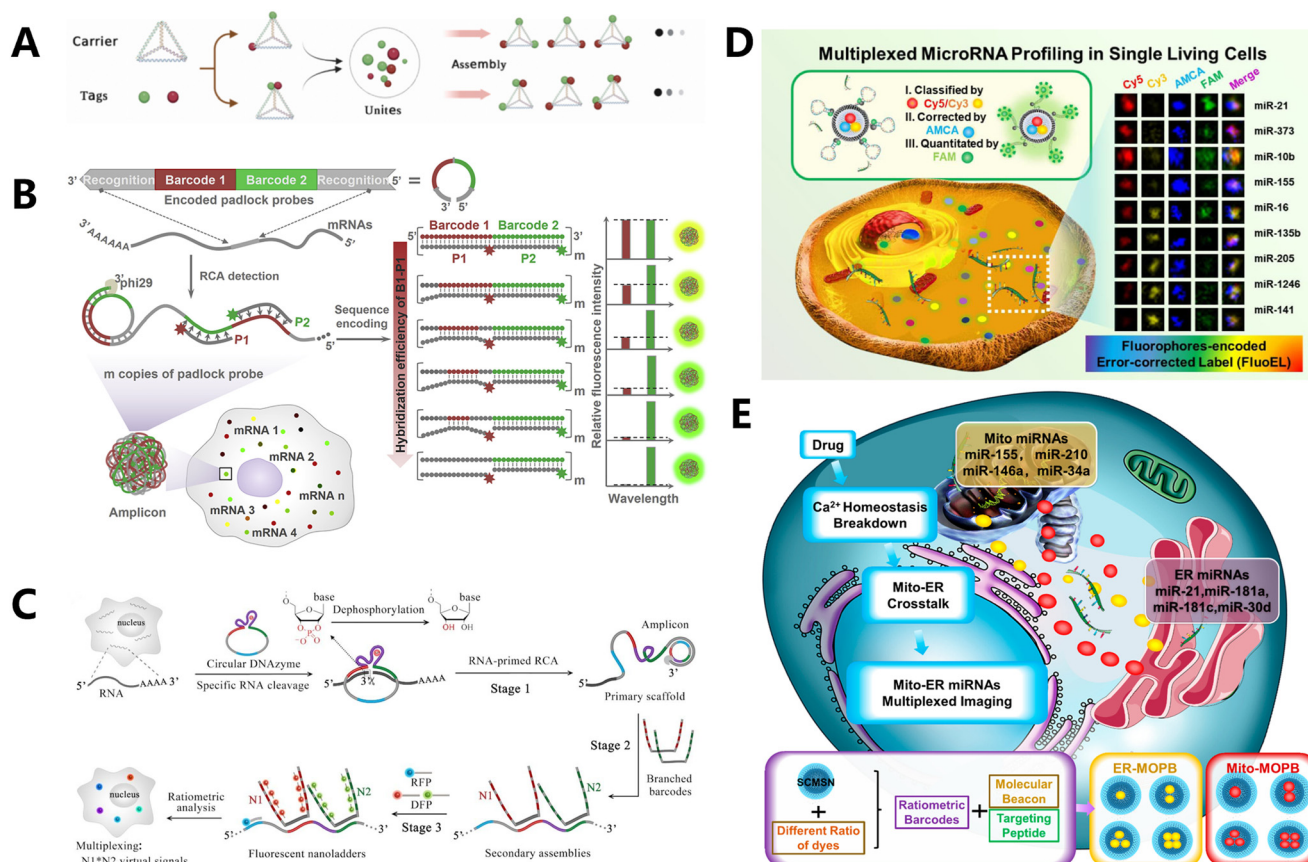 A
Carrier
Tags
Unites
Assembly
B
3' Recognition Barcode 1 Barcode 2 Recognition 5' =
Encoded padlock probes
3' 5'
3'AAAAAA
mRNAs
5'
RCA detection
3'
phi29
P2
P1
5'
Sequence
encoding
m copies of padlock probe
mRNA 1
mRNA 2
mRNA n
mRNA 3
mRNA 4
Amplicon
Hybridization efficiency of B1-P1
Barcode 1 Barcode 2
5' 3'
P1 P2
m
m
m
m
m
m
Relative fluorescence intensity
Wavelength
C
nucleus
5' AAAA 3'
RNA
Circular DNAzyme
Specific RNA cleavage
base
Dephosphorylation
base
OH OH
5' 3' AAAA
RNA-primed RCA
Stage 1
Amplicon
5'
Primary scaffold
Stage 2
Branched
barcodes
N1 N2
5' 3'
Secondary assemblies
RFP
DFP
Stage 3
N1 N2
5' 3'
Fluorescent nanoladders
Ratiometric
analysis
nucleus
Multiplexing:
N1*N2 virtual signals
D
Multiplexed MicroRNA Profiling in Single Living Cells
I. Classified by
Cy5/Cy3
II. Corrected by
AMCA
III. Quantitated by
FAM
Cy5 Cy3 AMCA FAM Merge
miR-21
miR-373
miR-10b
miR-155
miR-16
miR-135b
miR-205
miR-1246
miR-141
Fluorophores-encoded
Error-corrected Label (FluoEL)
E
Drug
Ca2+ Homeostasis
Breakdown
Mito-ER
Crosstalk
Mito-ER miRNAs
Multiplexed Imaging
Mito miRNAs
miR-155, miR-210
miR-146a, miR-34a
ER miRNAs
miR-21,miR-181a,
miR-181c,miR-30d
SCMSN
+
Different Ratio
of dyes
Ratiometric
Barcodes
+
Molecular
Beacon
Targeting
Peptide
ER-MOPB
Mito-MOPB